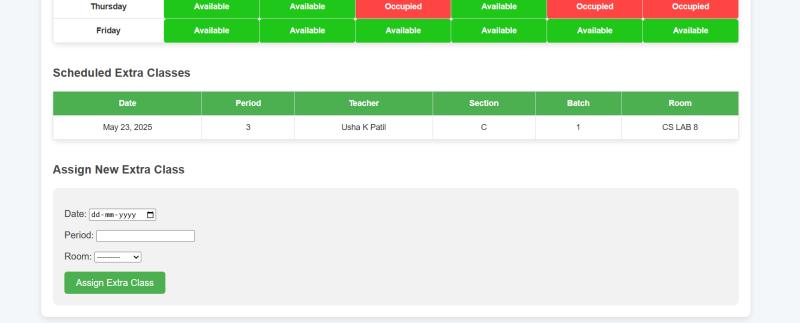 Thursday Available Available Occupied Available Occupied Occupied
Friday Available Available Available Available Available Available
Scheduled Extra Classes
Date Period Teacher Section Batch Room
May 23, 2025 3 Usha K Patil C 1 CS LAB 8
Assign New Extra Class
Date: dd-mm-yyyy
Period:
Room: ---------
Assign Extra Class